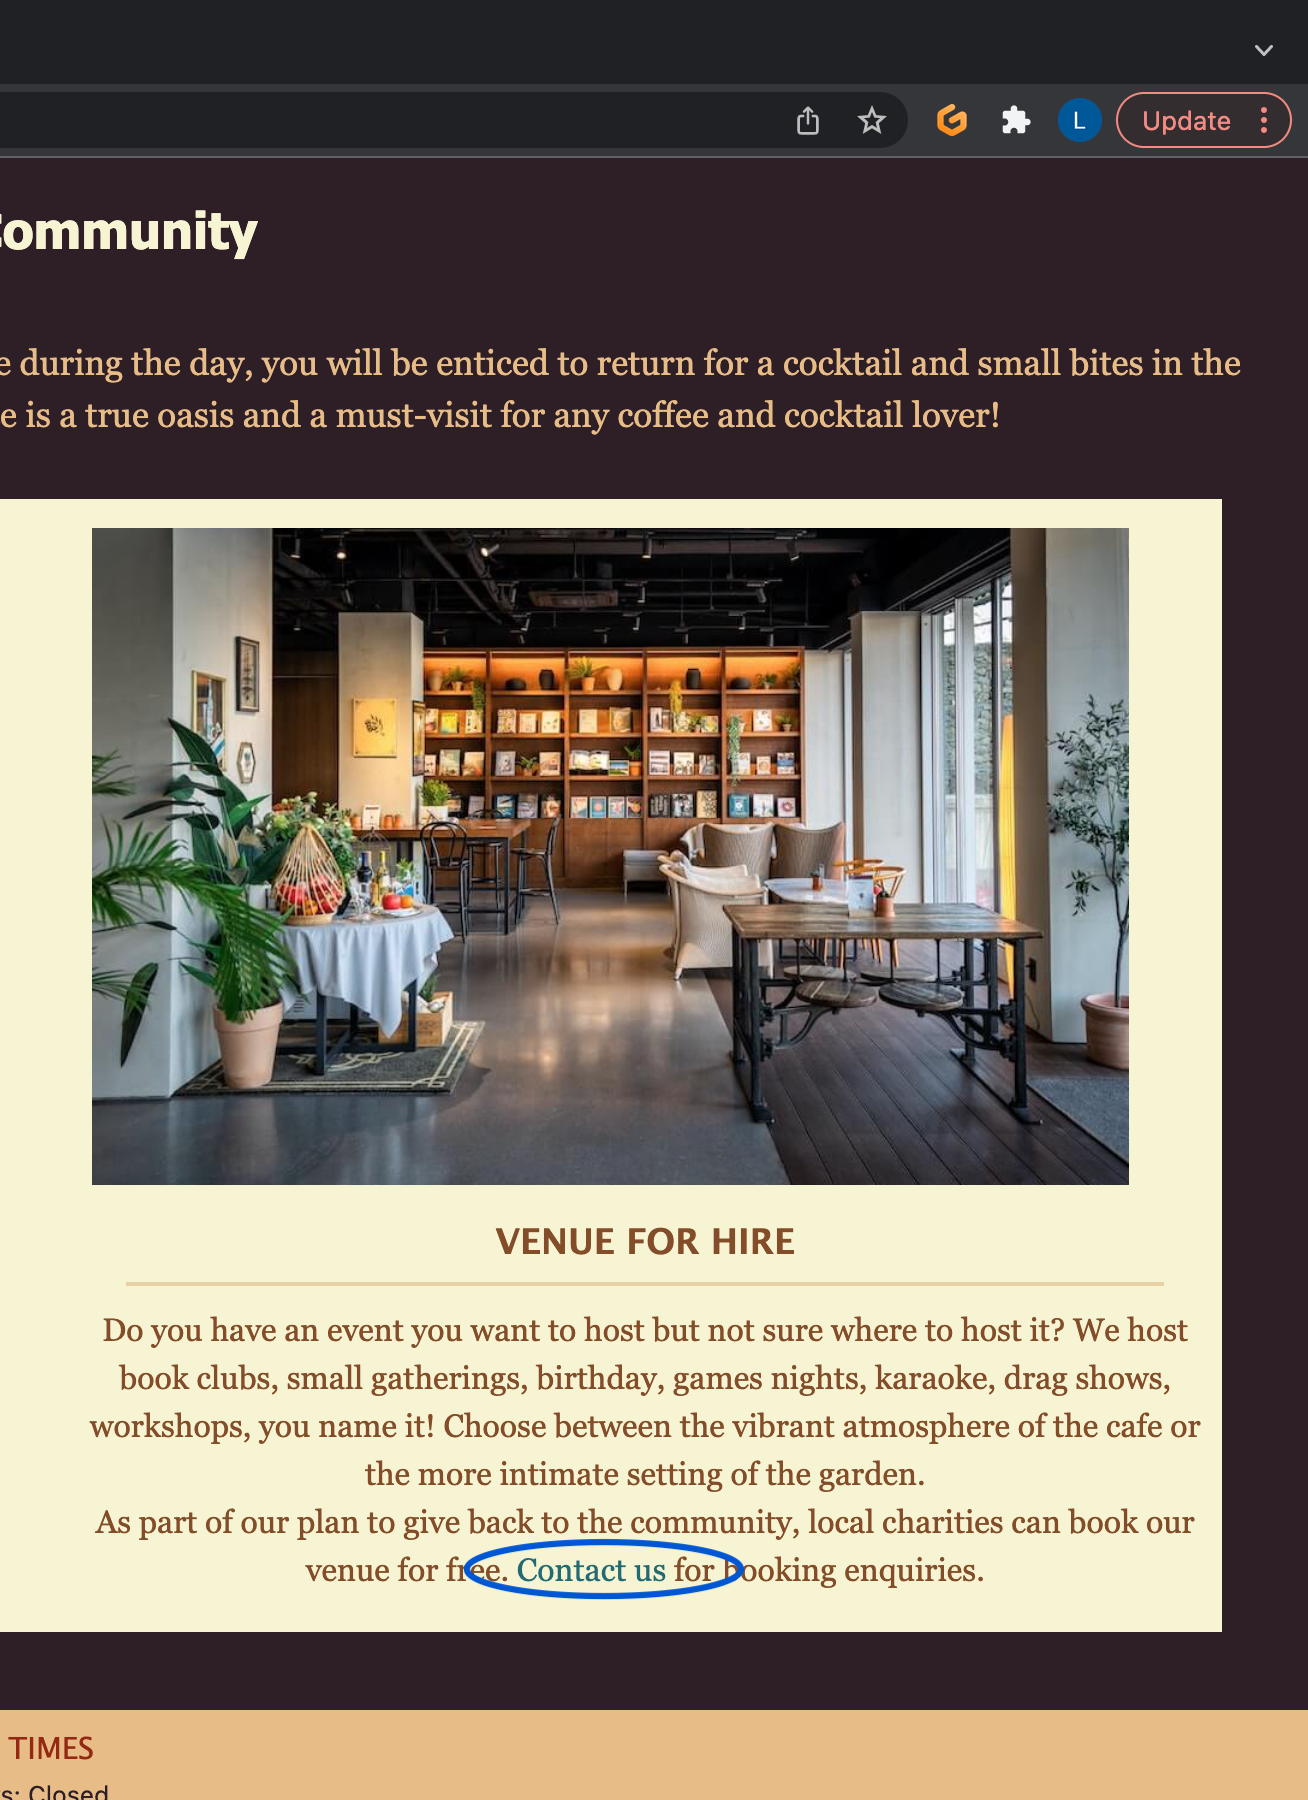 L
Update
Community
e during the day, you will be enticed to return for a cocktail and small bites in the
e is a true oasis and a must-visit for any coffee and cocktail lover!
VENUE FOR HIRE
Do you have an event you want to host but not sure where to host it? We host
book clubs, small gatherings, birthday, games nights, karaoke, drag shows,
workshops, you name it! Choose between the vibrant atmosphere of the cafe or
the more intimate setting of the garden.
As part of our plan to give back to the community, local charities can book our
venue for free. Contact us for booking enquiries.
TIMES
s: Closed